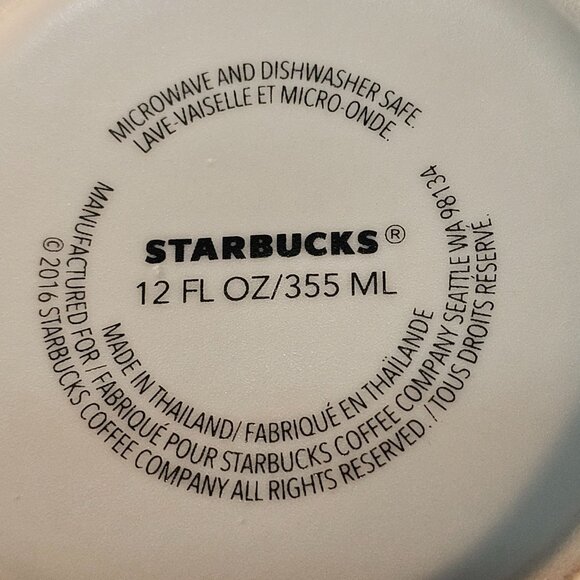 MICROWAVE AND DISHWASHER SAFE.
LAVE-VAISELLE ET MICRO-ONDE.
STARBUCKS®
12 FL OZ/355 ML
MADE IN THAILAND/ FABRIQUÉ EN THAÏLANDE
MANUFACTURED FOR / FABRIQUÉ POUR STARBUCKS COFFEE COMPANY SEATTLE WA 98134
© 2016 STARBUCKS COFFEE COMPANY ALL RIGHTS RESERVED. / TOUS DROITS RÉSERVÉ.